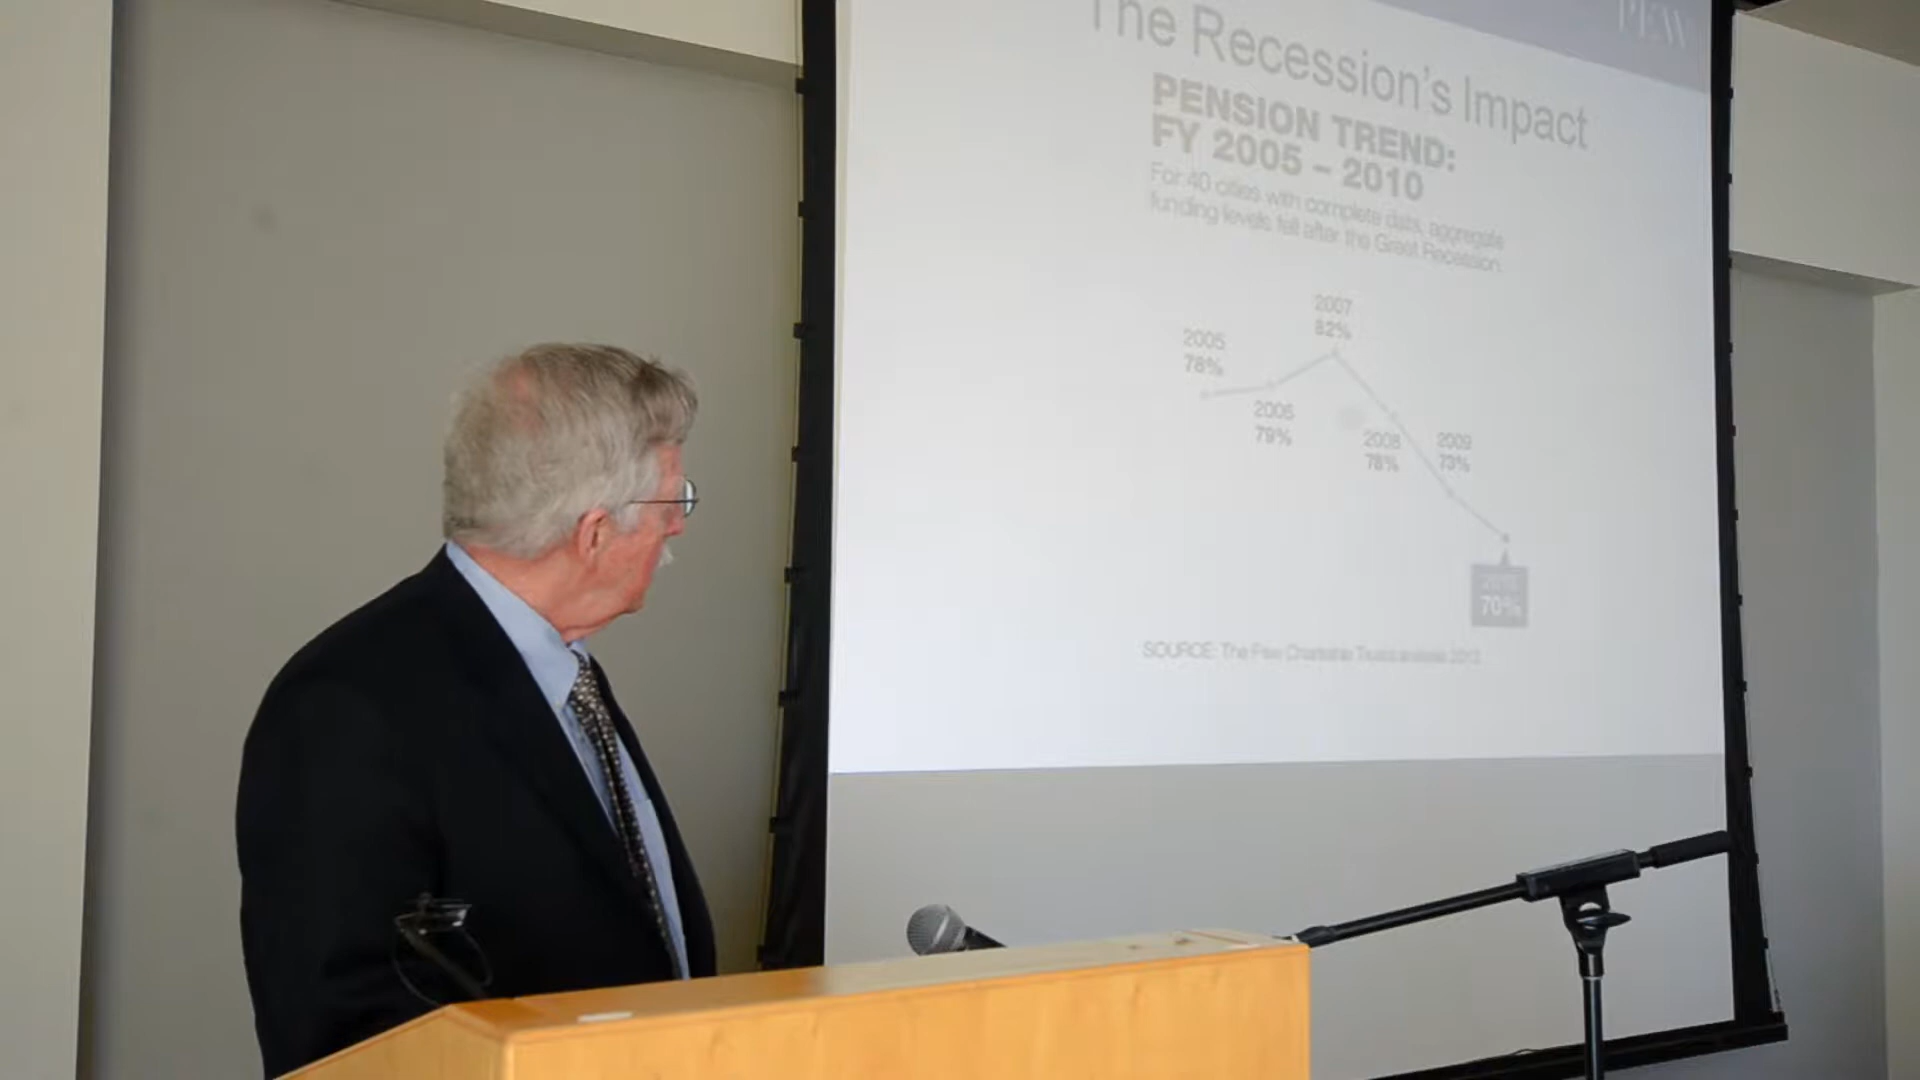 PEW
The Recession's Impact
PENSION TREND:
FY 2005 – 2010
For 40 cities with complete data, aggregate
funding levels fell after the Great Recession.
2007
82%
2005
78%
2006
79%
2008
78%
2009
73%
2010
70%
SOURCE: The Pew Charitable Trusts analysis 2013.